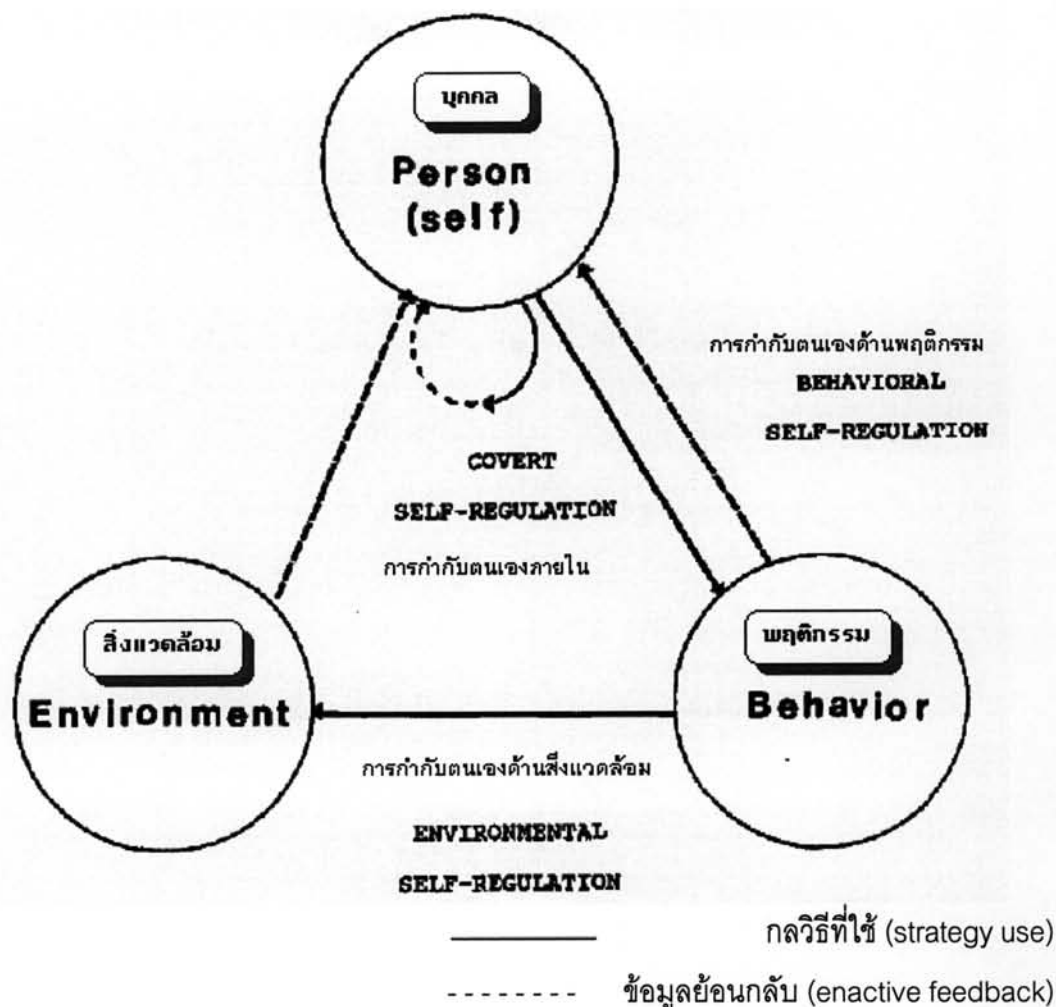 บุคคล
Person
(self)
การกำกับตนเองด้านพฤติกรรม
BEHAVIORAL
SELF-REGULATION
COVERT
SELF-REGULATION
การกำกับตนเองภายใน
สิ่งแวดล้อม
Environment
พฤติกรรม
Behavior
การกำกับตนเองด้านสิ่งแวดล้อม
ENVIRONMENTAL
SELF-REGULATION
กลวิธีที่ใช้ (strategy use)
ข้อมูลย้อนกลับ (enactive feedback)